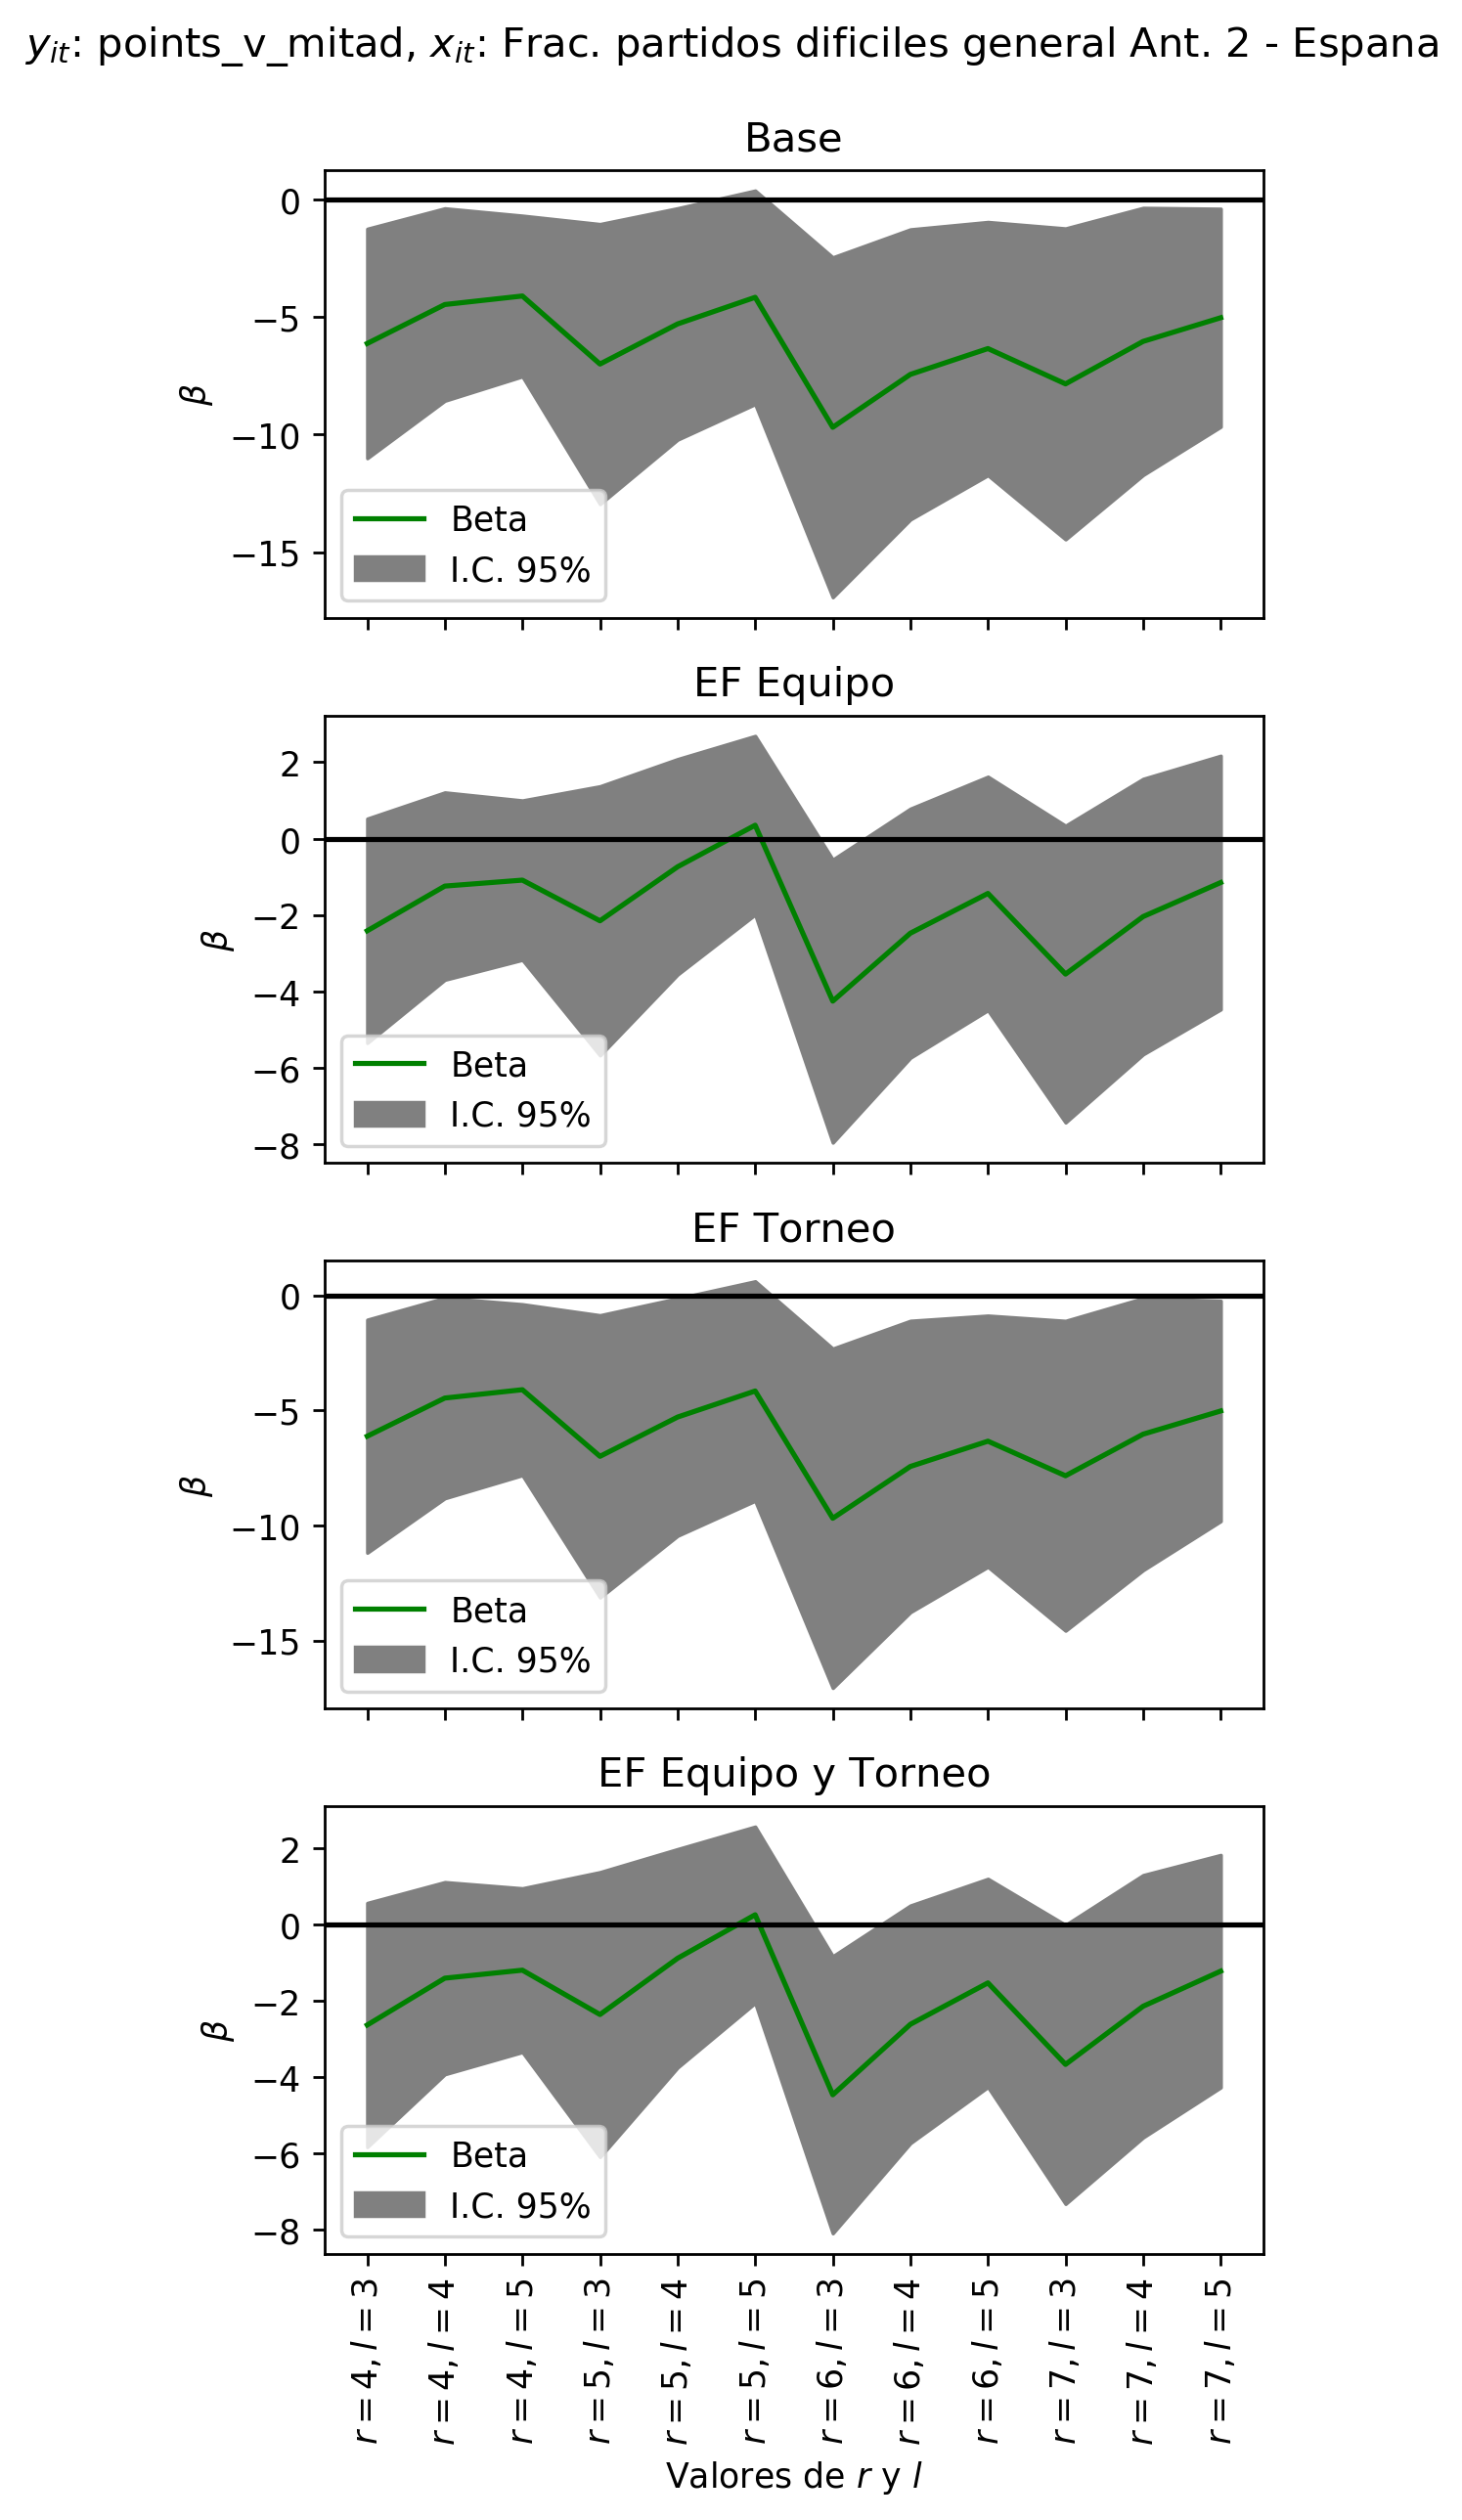 y_it: points_v_mitad, x_it: Frac. partidos dificiles general Ant. 2 - Espana
Base
0
−5
−10
−15
β
Beta
I.C. 95%
EF Equipo
2
0
−2
−4
−6
−8
β
Beta
I.C. 95%
EF Torneo
0
−5
−10
−15
β
Beta
I.C. 95%
EF Equipo y Torneo
2
0
−2
−4
−6
−8
β
Beta
I.C. 95%
r = 4, l = 3
r = 4, l = 4
r = 4, l = 5
r = 5, l = 3
r = 5, l = 4
r = 5, l = 5
r = 6, l = 3
r = 6, l = 4
r = 6, l = 5
r = 7, l = 3
r = 7, l = 4
r = 7, l = 5
Valores de r y l